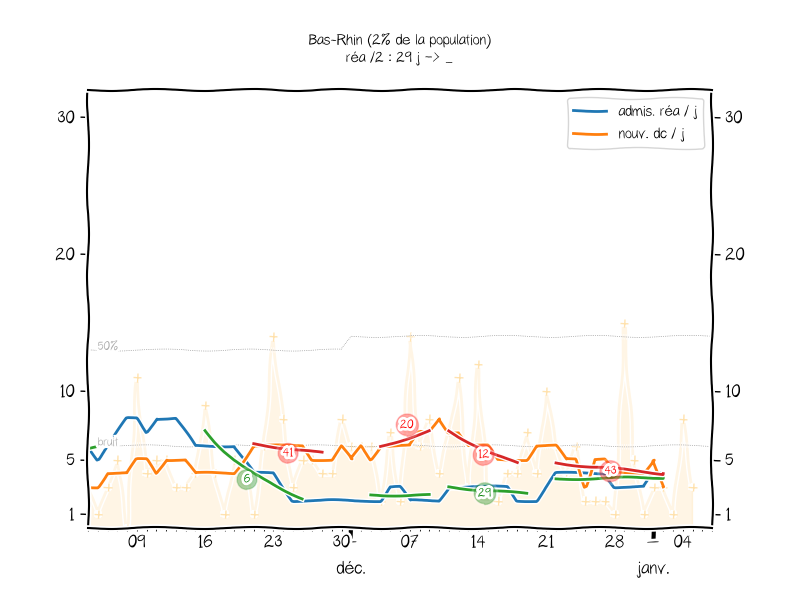 Bas-Rhin (2% de la population)
réa /2 : 29 j -> _
admis. réa / j
nouv. dc / j
30 30
20 20
50%
10 10
bruit
5 5
1 1
41
6
20
12
29
43
09 16 23 30 07 14 21 28 04
déc. janv.